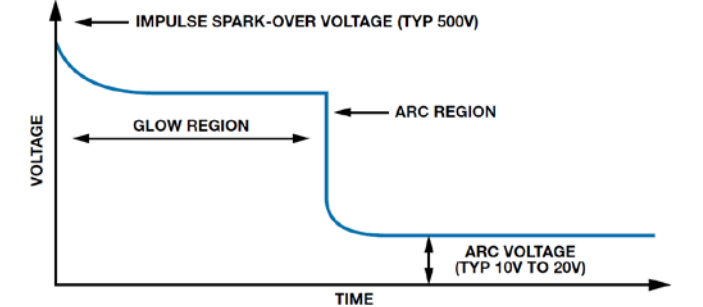 IMPULSE SPARK-OVER VOLTAGE (TYP 500V)
ARC REGION
GLOW REGION
VOLTAGE
ARC VOLTAGE
(TYP 10V TO 20V)
TIME